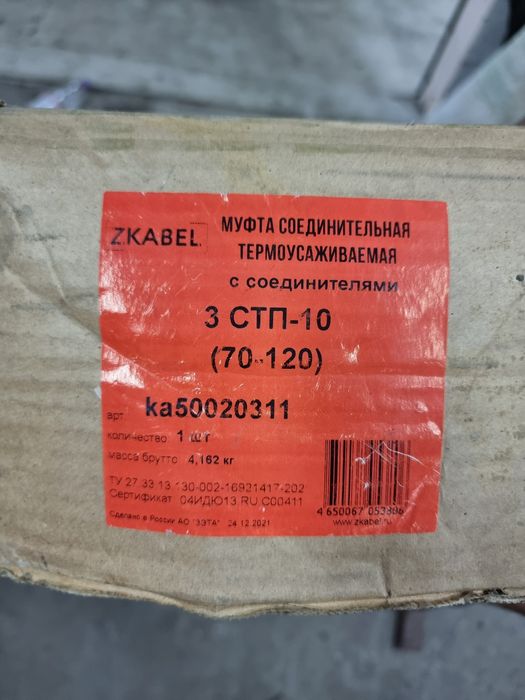 ZKABEL
МУФТА СОЕДИНИТЕЛЬНАЯ
ТЕРМОУСАЖИВАЕМАЯ
с соединителями
3 СТП-10
(70-120)
арт. ka50020311
количество 1 шт
масса брутто 4,162 кг
ТУ 27.33.13.130-002-16921417-202
Сертификат 04ИДЮ13.RU.C00411
Сделано в России АО "ЗЭТА" 24.12.2021
4 650067 053886
www.zkabel.ru